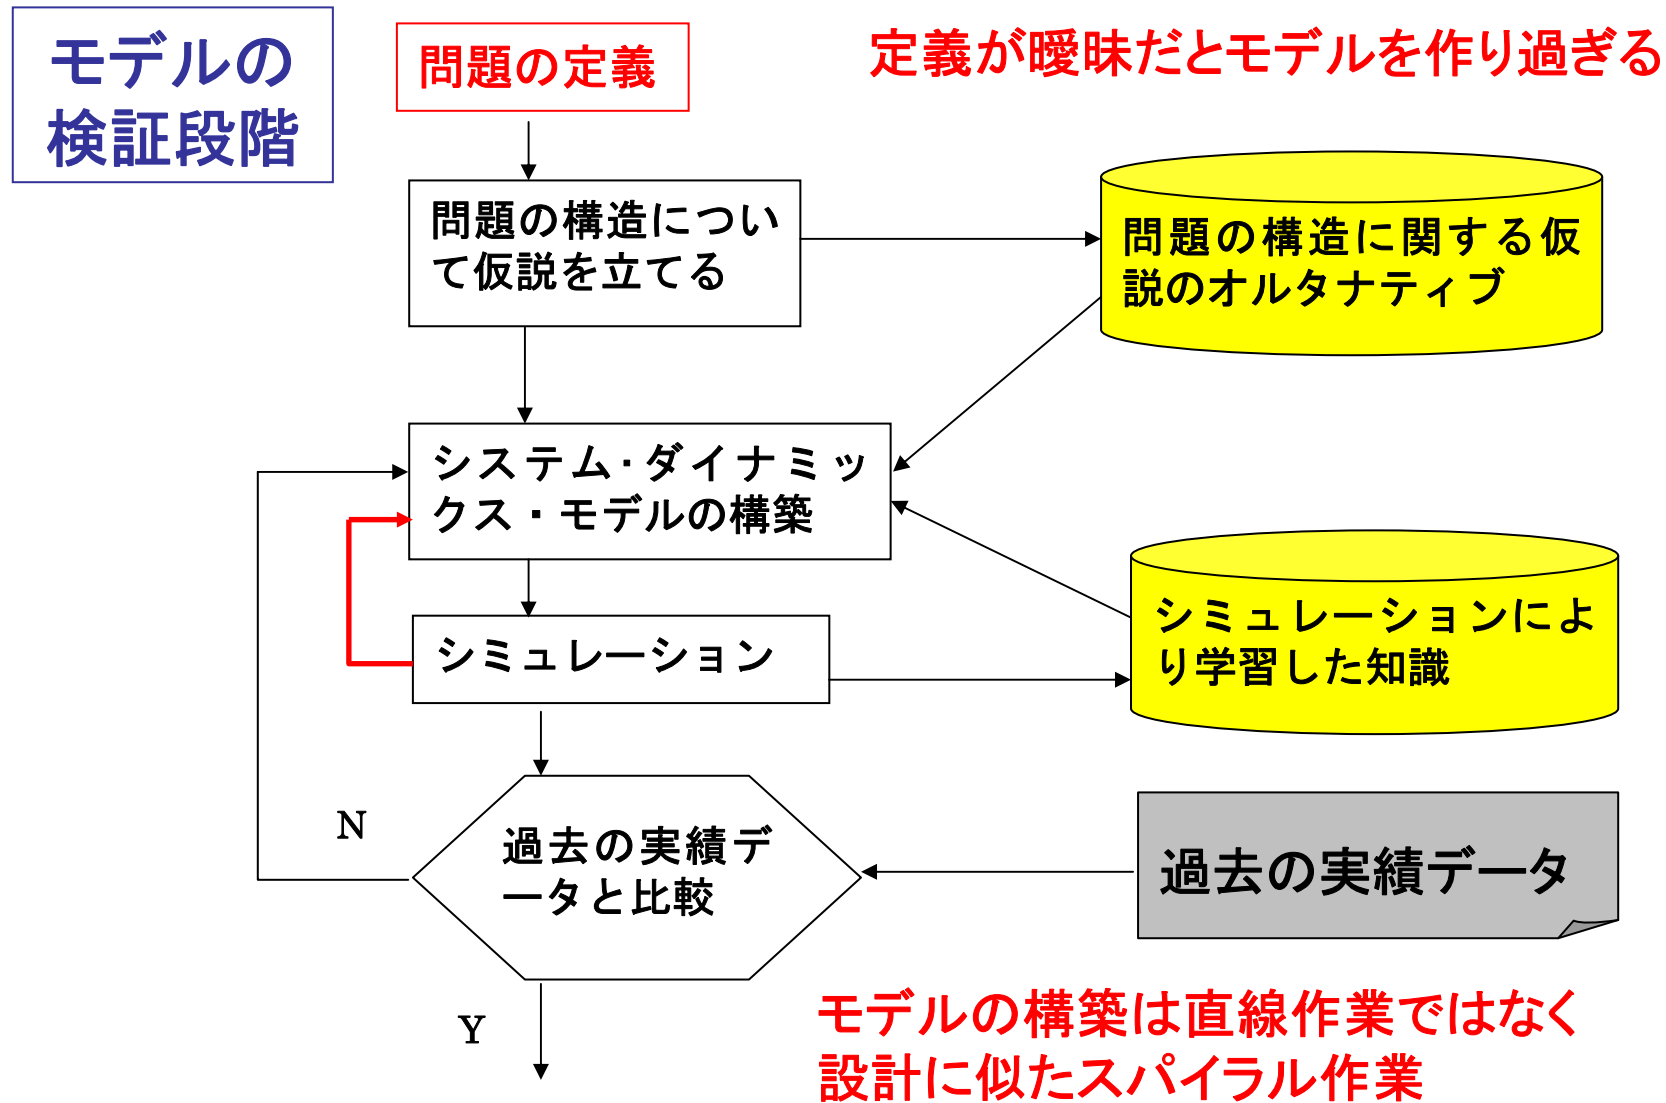 モデルの
検証段階
問題の定義
定義が曖昧だとモデルを作り過ぎる
問題の構造につい
て仮説を立てる
問題の構造に関する仮
説のオルタナティブ
システム・ダイナミッ
クス・モデルの構築
シミュレーション
シミュレーションによ
り学習した知識
N
過去の実績デ
ータと比較
過去の実績データ
Y
モデルの構築は直線作業ではなく
設計に似たスパイラル作業